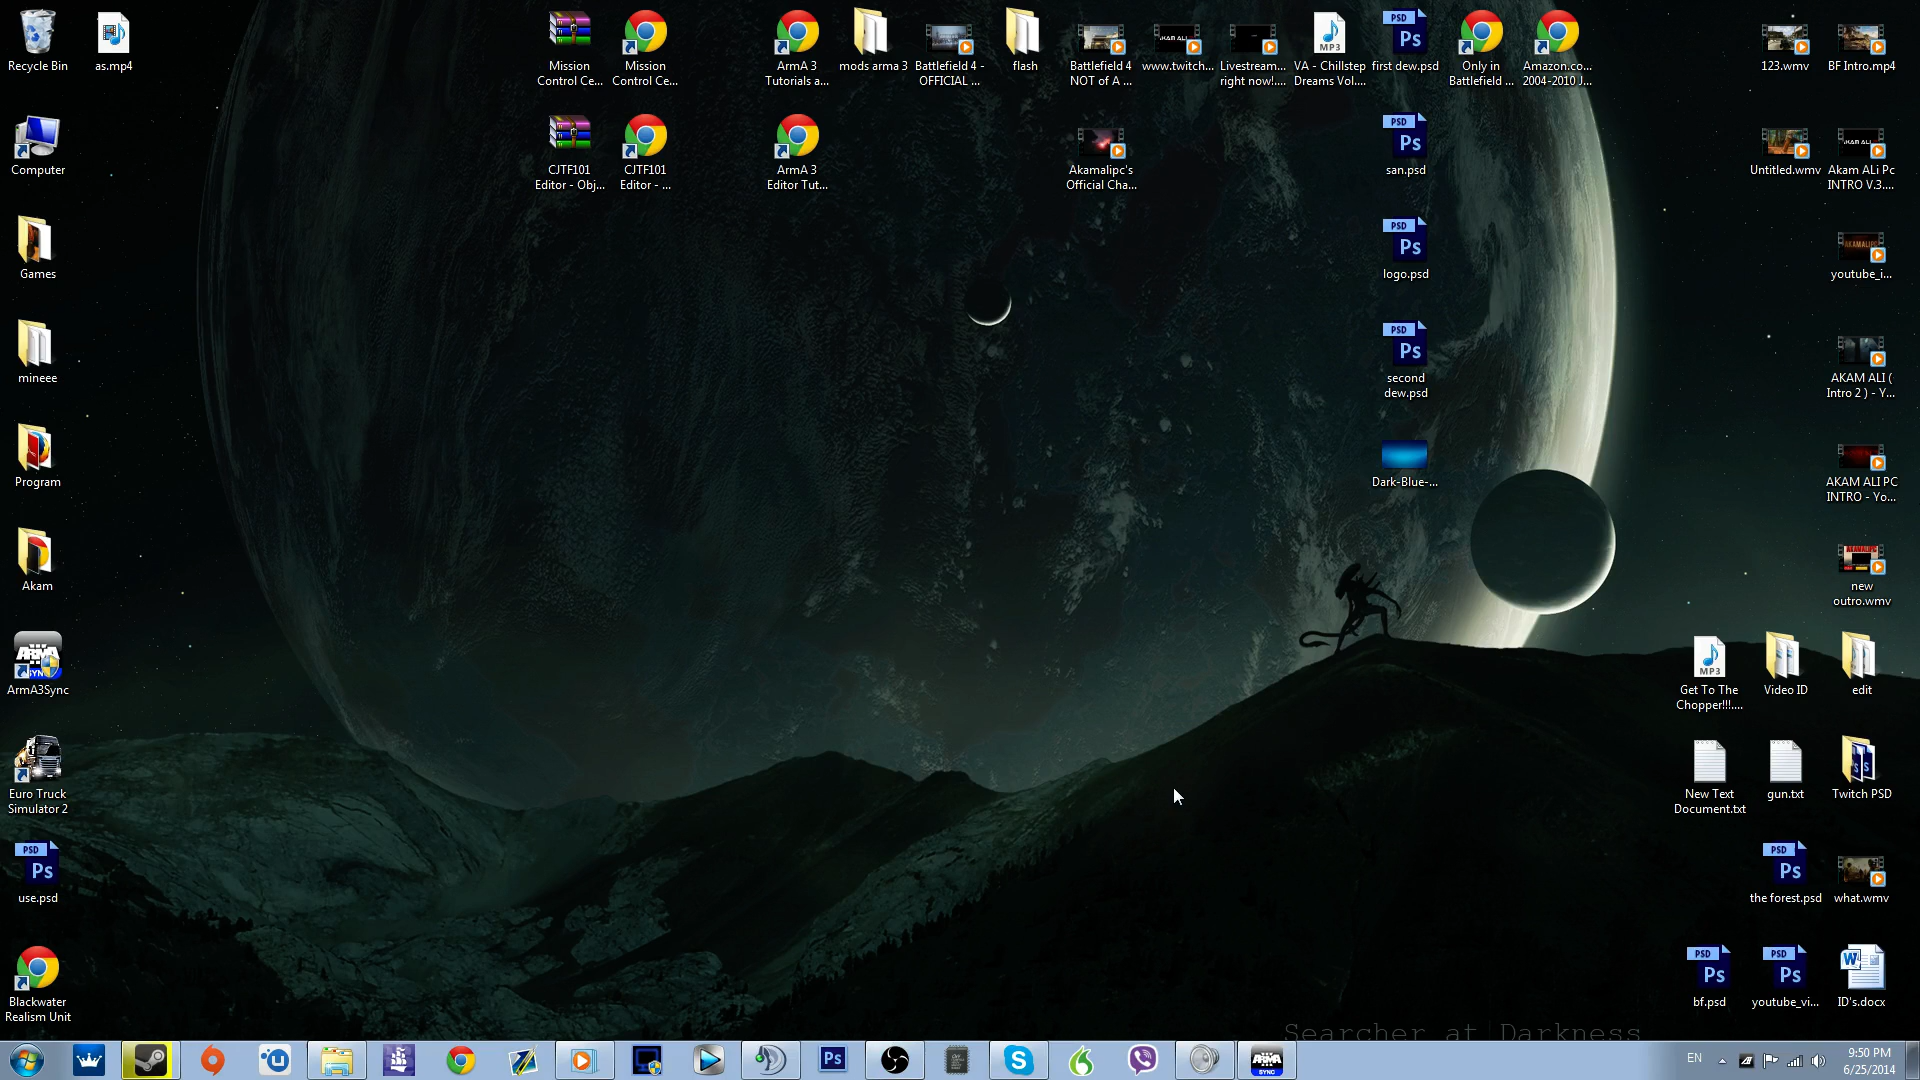 Recycle Bin
as.mp4
Mission
Control Ce...
Mission
Control Ce...
ArmA 3
Tutorials a...
mods arma 3
Battlefield 4 -
OFFICIAL ...
flash
Battlefield 4
NOT of A ...
www.twitch...
Livestream...
right now!....
VA - Chillstep
Dreams Vol....
first dew.psd
Only in
Battlefield ...
Amazon.co...
2004-2010 J...
123.wmv
BF Intro.mp4
Computer
CJTF101
Editor - Obj...
CJTF101
Editor - ...
ArmA 3
Editor Tut...
Akamalipc's
Official Cha...
san.psd
Untitled.wmv
Akam ALi Pc
INTRO V.3....
Games
logo.psd
youtube_i...
mineee
second
dew.psd
AKAM ALI (
Intro 2 ) - Y...
Program
Dark-Blue-...
AKAM ALI PC
INTRO - Yo...
Akam
new
outro.wmv
ArmA3Sync
Get To The
Chopper!!!....
Video ID
edit
Euro Truck
Simulator 2
New Text
Document.txt
gun.txt
Twitch PSD
use.psd
the forest.psd
what.wmv
Blackwater
Realism Unit
bf.psd
youtube_vi...
ID's.docx
Searcher at Darkness
EN
9:50 PM
6/25/2014